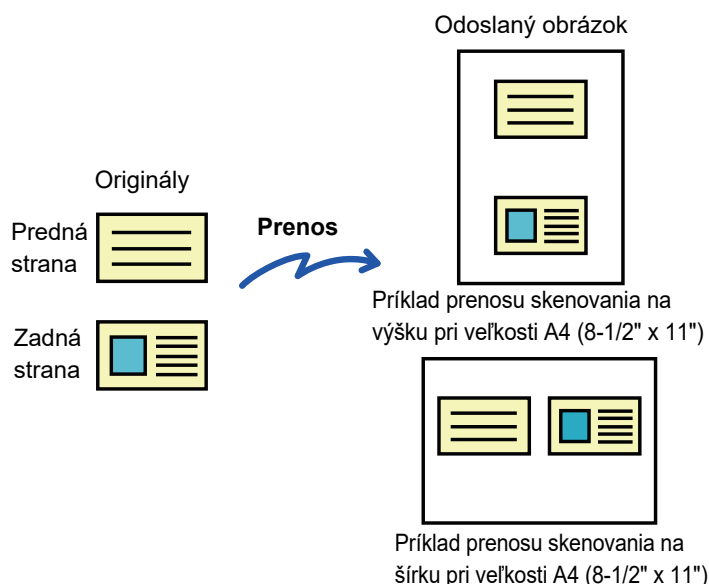 Odoslaný obrázok
Originály
Predná
strana
Prenos
Zadná
strana
Príklad prenosu skenovania na
výšku pri veľkosti A4 (8-1/2" x 11")
Príklad prenosu skenovania na
šírku pri veľkosti A4 (8-1/2" x 11")